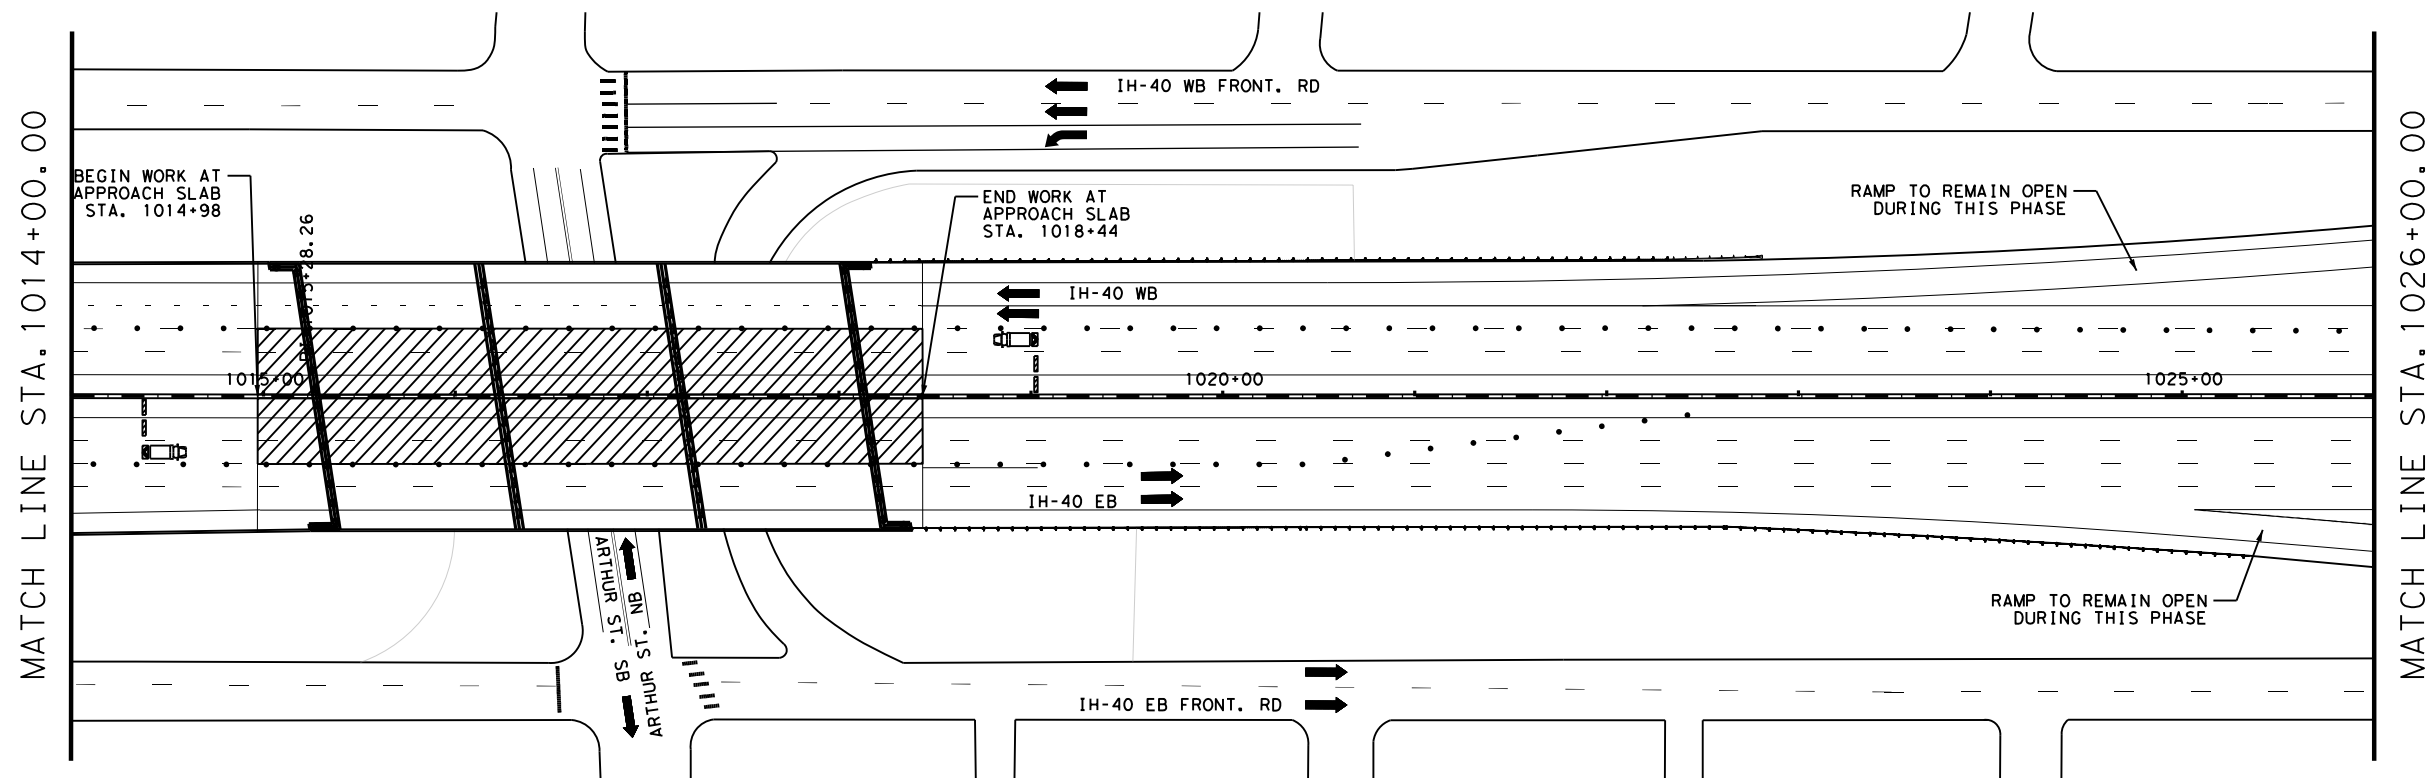 MATCH LINE STA. 1014+00.00
BEGIN WORK AT
APPROACH SLAB
STA. 1014+98
IH-40 WB FRONT. RD
END WORK AT
APPROACH SLAB
STA. 1018+44
RAMP TO REMAIN OPEN
DURING THIS PHASE
IH-40 WB
1015+00
1020+00
1025+00
IH-40 EB
ARTHUR ST. SB
ARTHUR ST. NB
RAMP TO REMAIN OPEN
DURING THIS PHASE
IH-40 EB FRONT. RD
MATCH LINE STA. 1026+00.00